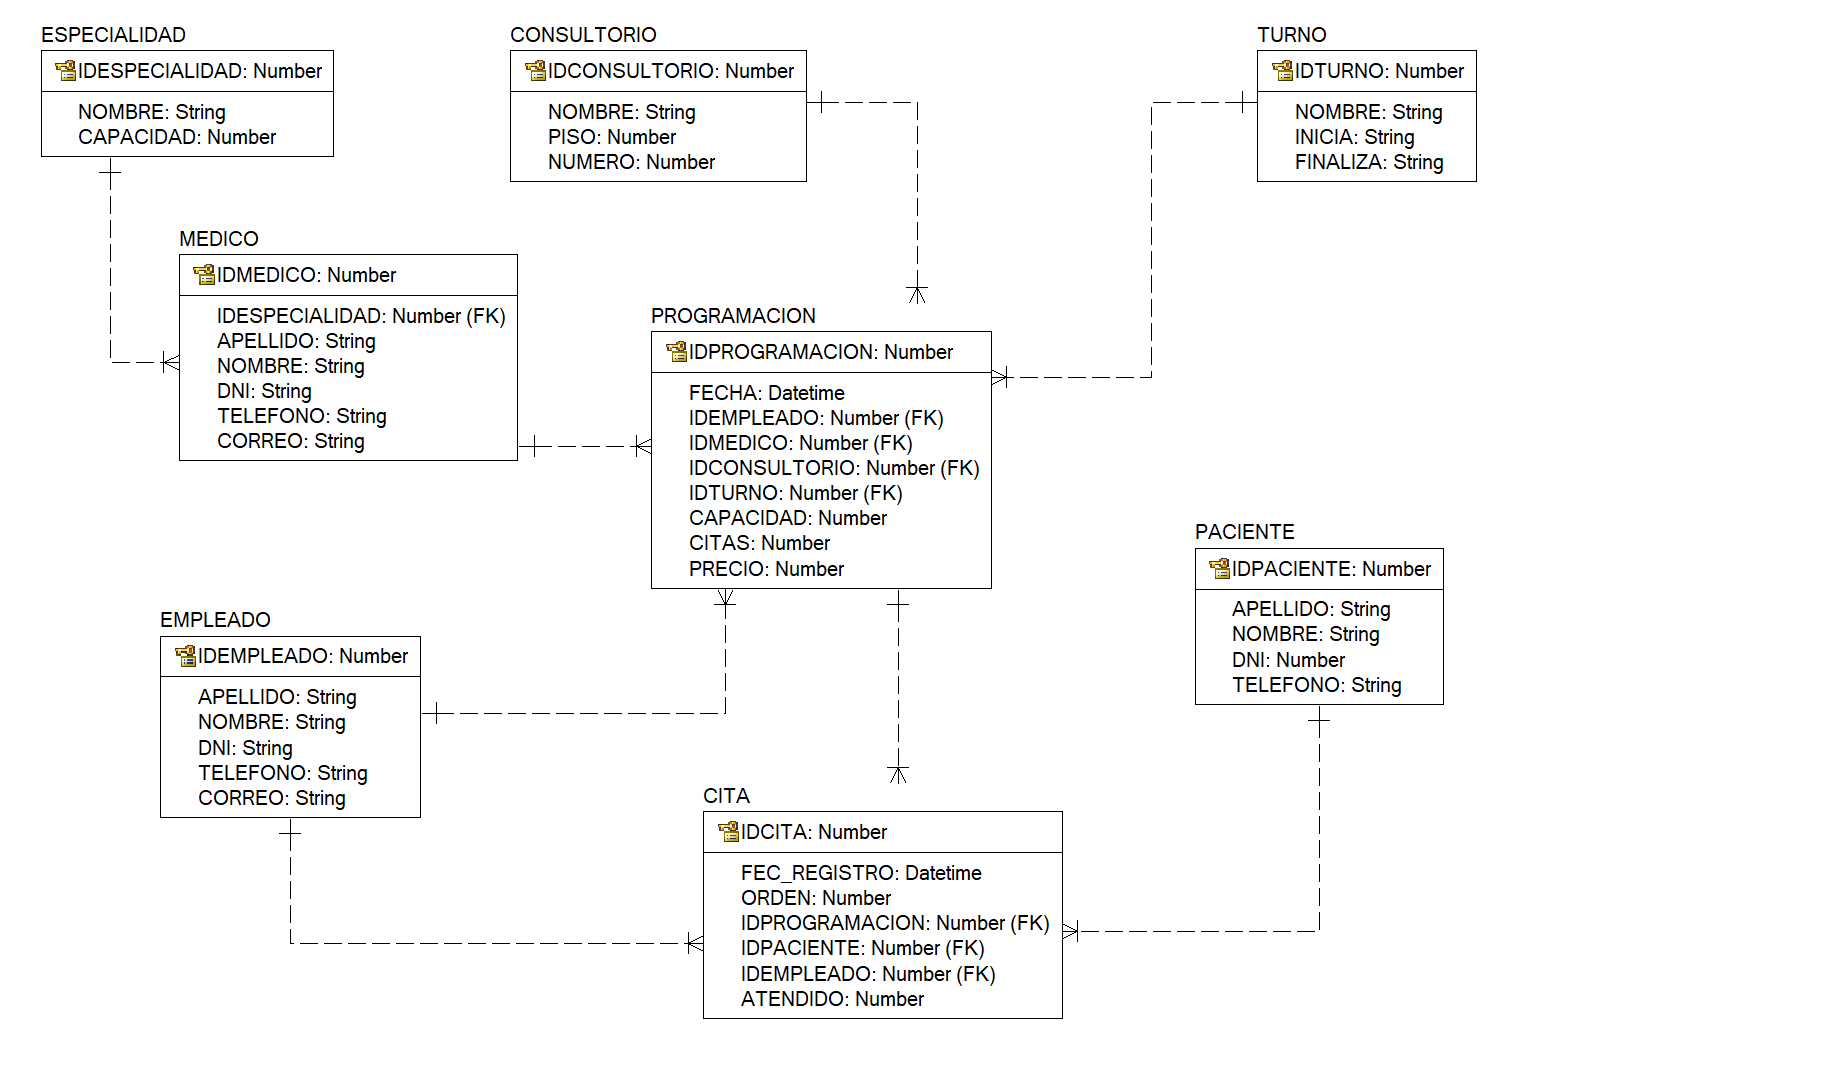 ESPECIALIDAD
IDESPECIALIDAD: Number
NOMBRE: String
CAPACIDAD: Number
CONSULTORIO
IDCONSULTORIO: Number
NOMBRE: String
PISO: Number
NUMERO: Number
TURNO
IDTURNO: Number
NOMBRE: String
INICIA: String
FINALIZA: String
MEDICO
IDMEDICO: Number
IDESPECIALIDAD: Number (FK)
APELLIDO: String
NOMBRE: String
DNI: String
TELEFONO: String
CORREO: String
PROGRAMACION
IDPROGRAMACION: Number
FECHA: Datetime
IDEMPLEADO: Number (FK)
IDMEDICO: Number (FK)
IDCONSULTORIO: Number (FK)
IDTURNO: Number (FK)
CAPACIDAD: Number
CITAS: Number
PRECIO: Number
PACIENTE
IDPACIENTE: Number
APELLIDO: String
NOMBRE: String
DNI: Number
TELEFONO: String
EMPLEADO
IDEMPLEADO: Number
APELLIDO: String
NOMBRE: String
DNI: String
TELEFONO: String
CORREO: String
CITA
IDCITA: Number
FEC_REGISTRO: Datetime
ORDEN: Number
IDPROGRAMACION: Number (FK)
IDPACIENTE: Number (FK)
IDEMPLEADO: Number (FK)
ATENDIDO: Number